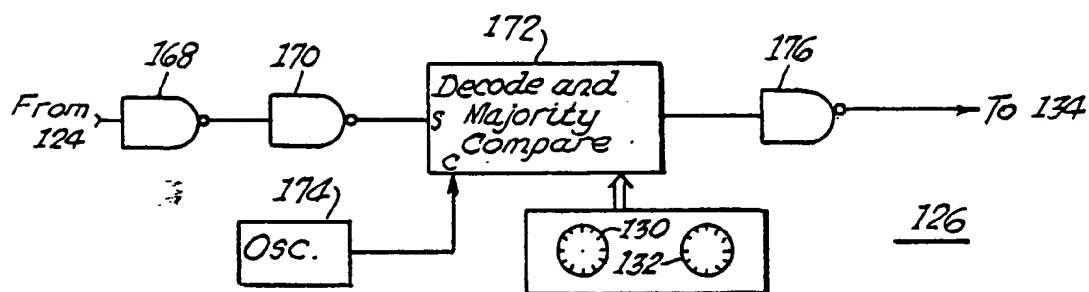 168
170
172
176
From
124
Decode and
Majority
Compare
S
C
To 134
174
Osc.
130
132
126